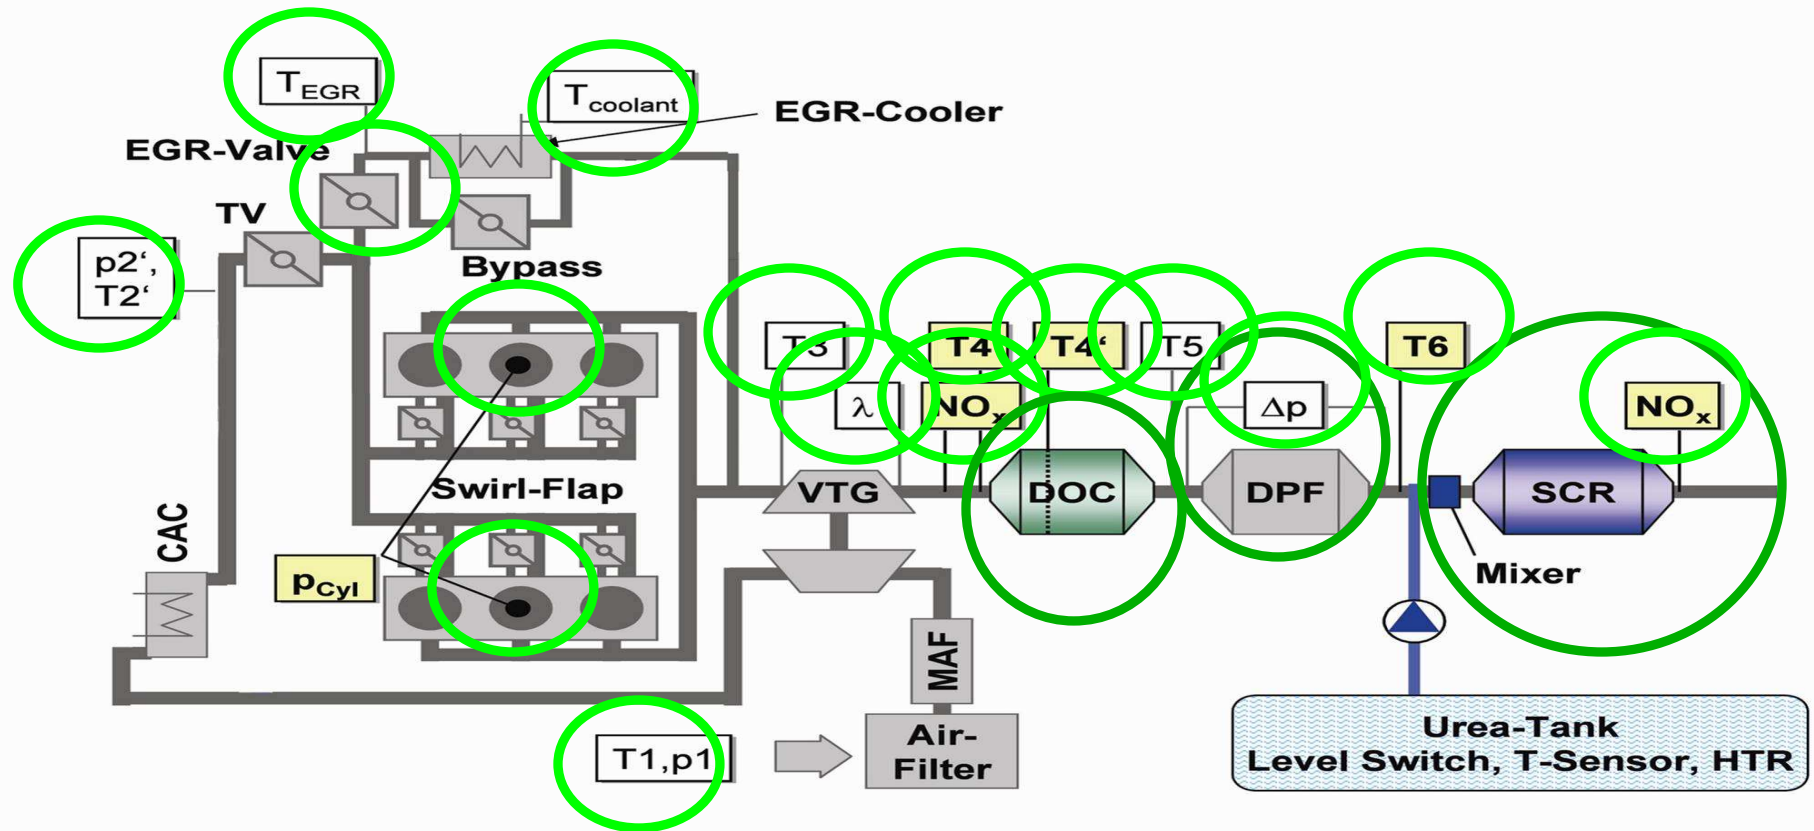 T_EGR
T_coolant
EGR-Cooler
EGR-Valve
TV
p2‘,
T2‘
Bypass
T3
T4
T4‘
T5
T6
λ
NOx
Δp
NOx
Swirl-Flap
VTG
DOC
DPF
SCR
CAC
pCyl
Mixer
MAF
T1,p1
Air-
Filter
Urea-Tank
Level Switch, T-Sensor, HTR